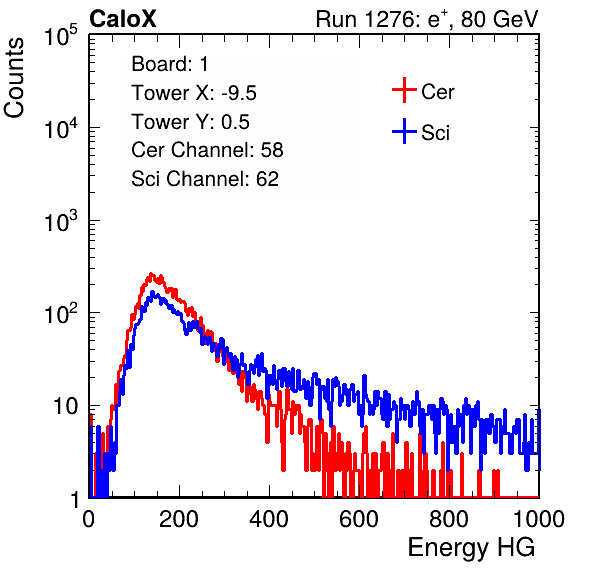 CaloX Run 1276: e⁺, 80 GeV
Counts
Board: 1
Tower X: -9.5
Tower Y: 0.5
Cer Channel: 58
Sci Channel: 62
Cer
Sci
10⁵
10⁴
10³
10²
10
1
0 200 400 600 800 1000
Energy HG